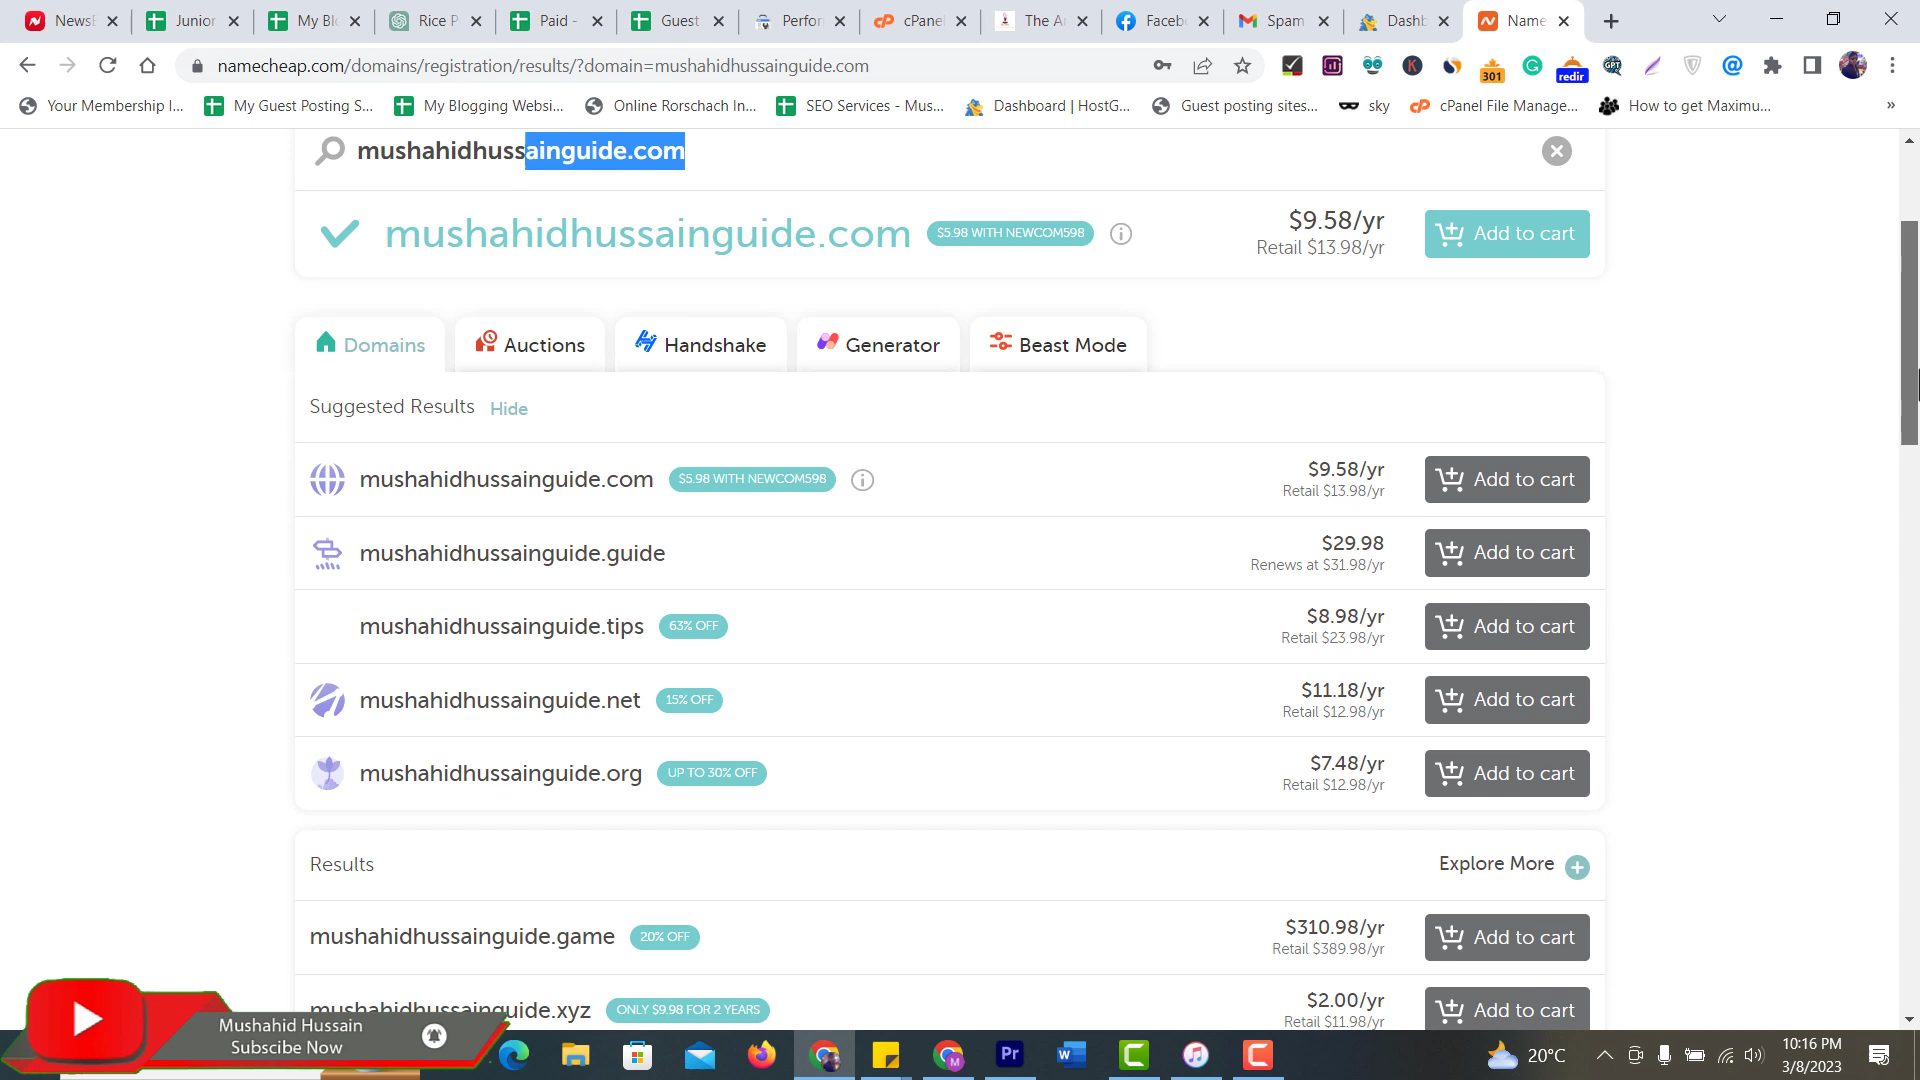 News
Junior
My Bl
Rice P
Paid -
Guest
Perfor
cPanel
The A
Facebo
Spam
Dashb
Name
namecheap.com/domains/registration/results/?domain=mushahidhussainguide.com
301
redir
GPT
Your Membership I...
My Guest Posting S...
My Blogging Websi...
Online Rorschach In...
SEO Services - Mus...
Dashboard | HostG...
Guest posting sites...
sky
cPanel File Manage...
How to get Maximu...
»
mushahidhussainguide.com
mushahidhussainguide.com $5.98 WITH NEWCOM598 $9.58/yr Add to cart
Retail $13.98/yr
Domains Auctions Handshake Generator Beast Mode
Suggested Results Hide
mushahidhussainguide.com $5.98 WITH NEWCOM598 $9.58/yr Add to cart
Retail $13.98/yr
mushahidhussainguide.guide $29.98 Add to cart
Renews at $31.98/yr
mushahidhussainguide.tips 63% OFF $8.98/yr Add to cart
Retail $23.98/yr
mushahidhussainguide.net 15% OFF $11.18/yr Add to cart
Retail $12.98/yr
mushahidhussainguide.org UP TO 30% OFF $7.48/yr Add to cart
Retail $12.98/yr
Results Explore More
mushahidhussainguide.game 20% OFF $310.98/yr Add to cart
Retail $389.98/yr
mushahidhussainguide.xyz ONLY $9.98 FOR 2 YEARS $2.00/yr Add to cart
Retail $11.98/yr
Mushahid Hussain
Subscibe Now
20°C
10:16 PM
3/8/2023